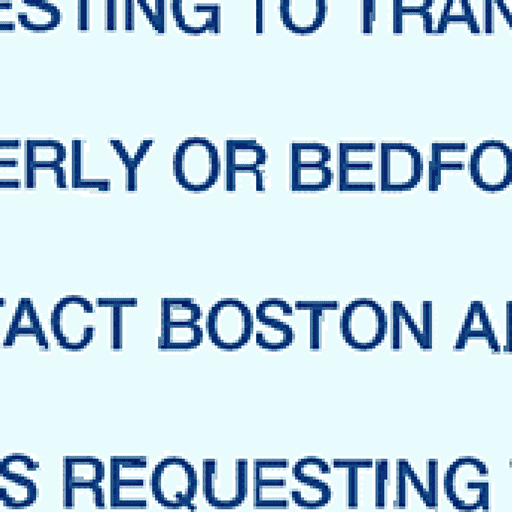 ESTING TO TRAN
ERLY OR BEDFO
TACT BOSTON A
S REQUESTING